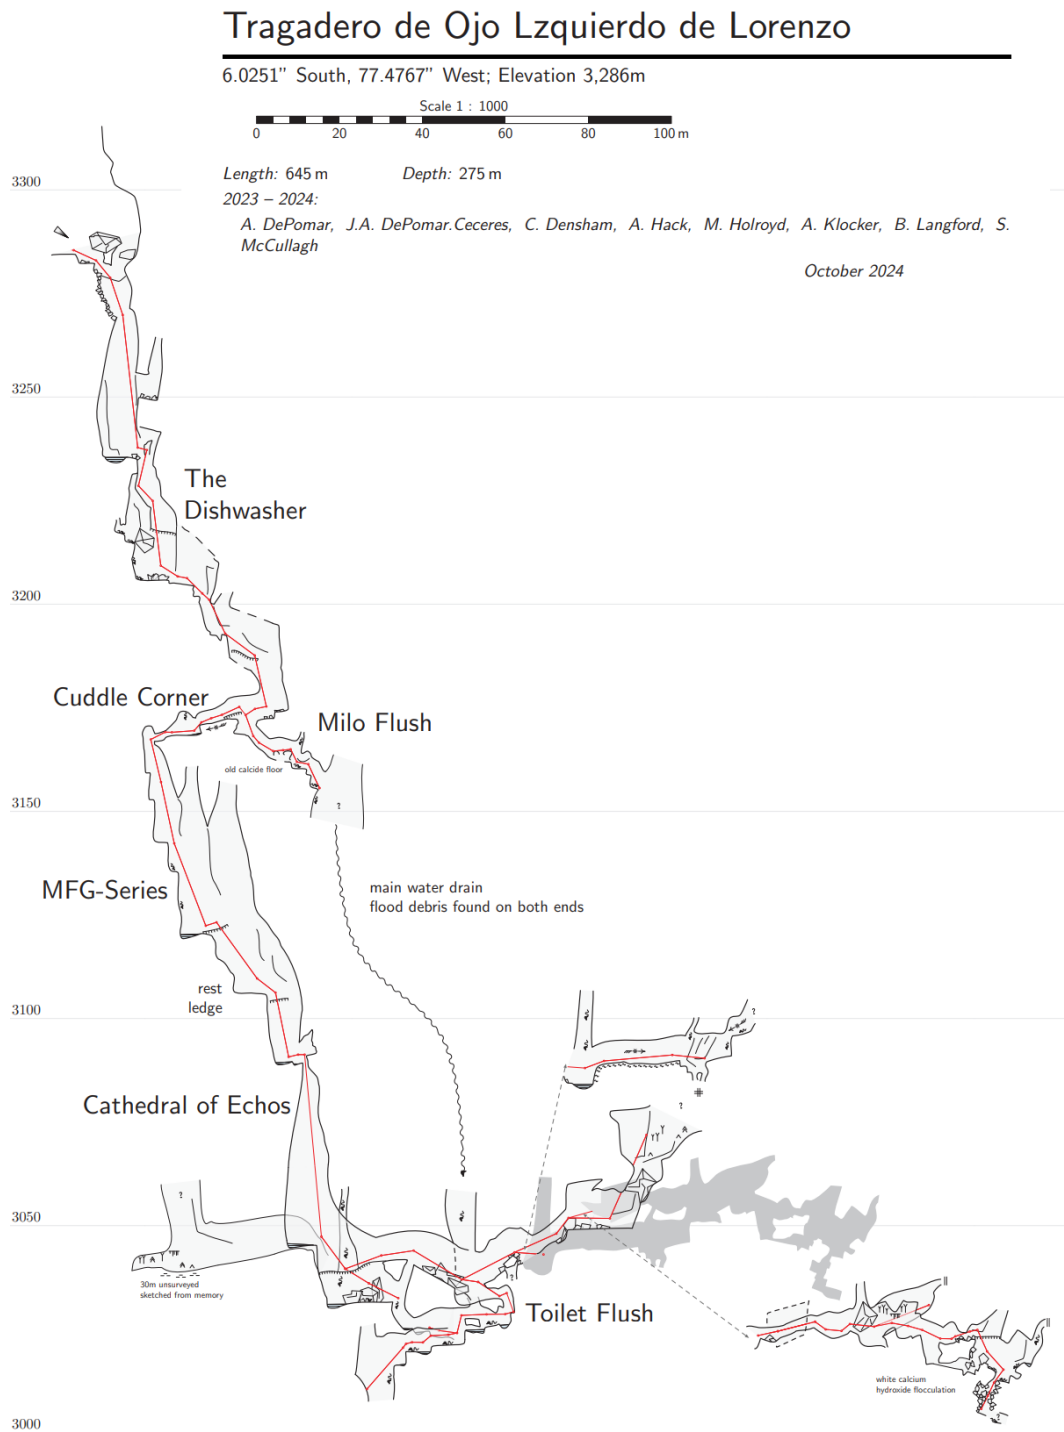 Tragadero de Ojo Lzquierdo de Lorenzo
6.0251” South, 77.4767” West; Elevation 3,286m
Scale 1 : 1000
0 20 40 60 80 100 m
Length: 645 m Depth: 275 m
2023 – 2024:
A. DePomar, J.A. DePomar.Ceceres, C. Densham, A. Hack, M. Holroyd, A. Klocker, B. Langford, S.
McCullagh
October 2024
3300
3250
The
Dishwasher
3200
Cuddle Corner
Milo Flush
old calcide floor
?
3150
MFG-Series
main water drain
flood debris found on both ends
rest
ledge
3100
?
Cathedral of Echos
?
?
?
3050
?
30m unsurveyed
sketched from memory
Toilet Flush
white calcium
hydroxide flocculation
?
3000